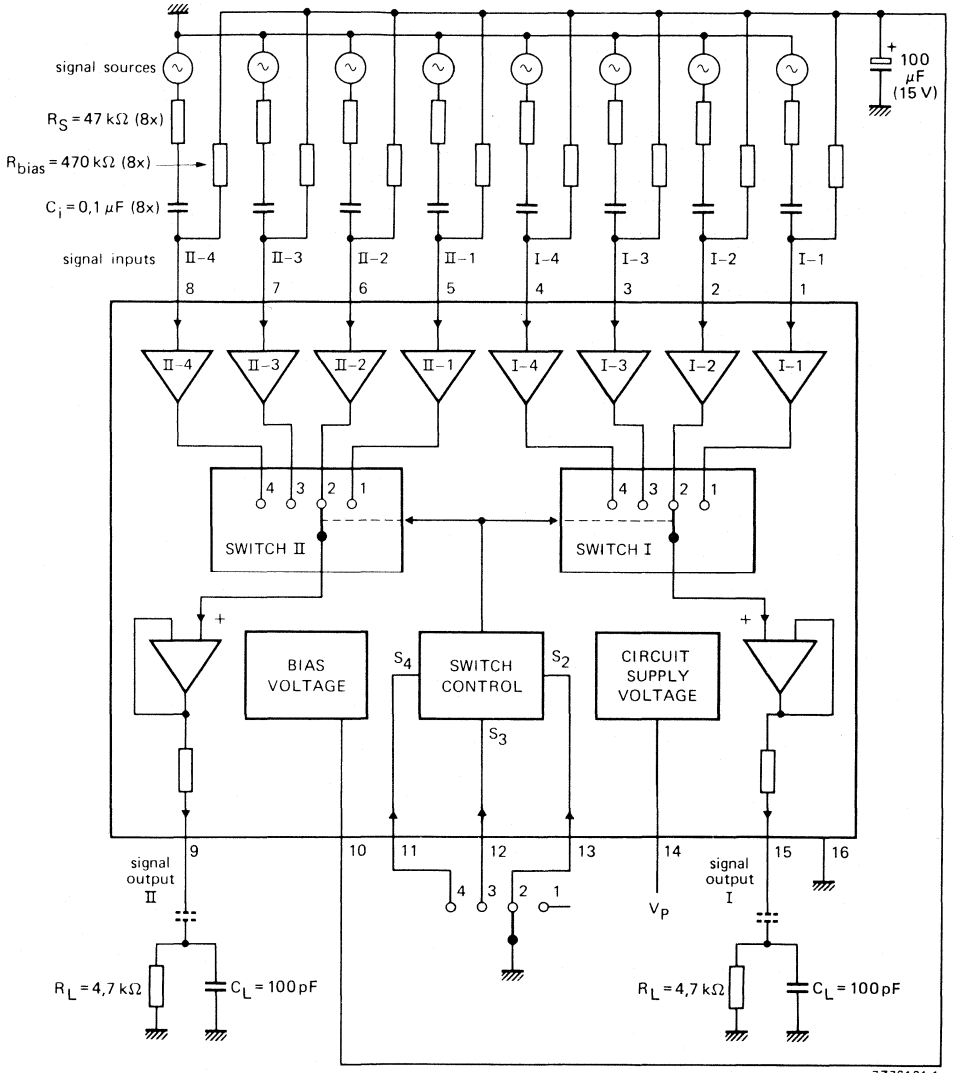 signal sources
+ 100 µF (15 V)
R_S = 47 kΩ (8x)
R_bias = 470 kΩ (8x)
C_i = 0,1 µF (8x)
signal inputs II-4 II-3 II-2 II-1 I-4 I-3 I-2 I-1
8 7 6 5 4 3 2 1
II-4 II-3 II-2 II-1 I-4 I-3 I-2 I-1
4 3 2 1
4 3 2 1
SWITCH II
SWITCH I
+
+
BIAS VOLTAGE
S4
SWITCH CONTROL
S2
S3
CIRCUIT SUPPLY VOLTAGE
9 10 11 12 13 14 15 16
signal output II
4 3 2 1
V_P
signal output I
R_L = 4,7 kΩ
C_L = 100 pF
R_L = 4,7 kΩ
C_L = 100 pF